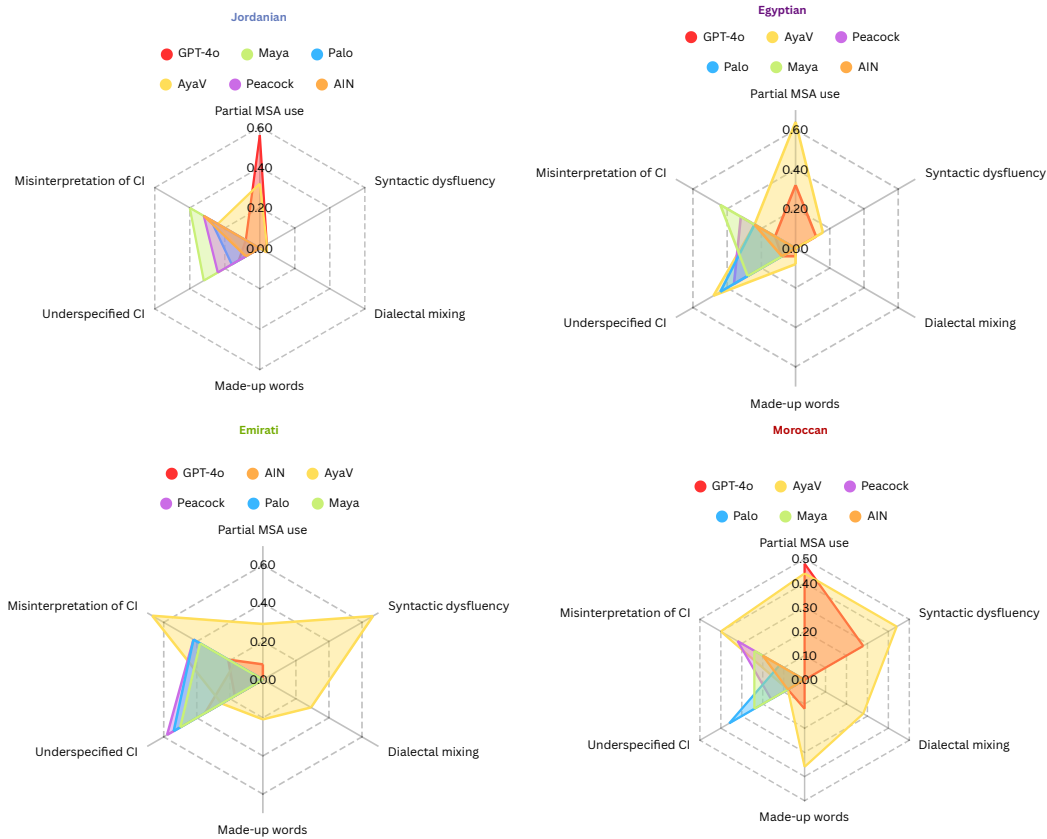 Jordanian
GPT-4o Maya Palo
AyaV Peacock AIN
Partial MSA use
0.60
0.40
0.20
0.00
Misinterpretation of CI
Syntactic dysfluency
Underspecified CI
Dialectal mixing
Made-up words
Egyptian
GPT-4o AyaV Peacock
Palo Maya AIN
Partial MSA use
0.60
0.40
0.20
0.00
Misinterpretation of CI
Syntactic dysfluency
Underspecified CI
Dialectal mixing
Made-up words
Emirati
GPT-4o AIN AyaV
Peacock Palo Maya
Partial MSA use
0.60
0.40
0.20
0.00
Misinterpretation of CI
Syntactic dysfluency
Underspecified CI
Dialectal mixing
Made-up words
Moroccan
GPT-4o AyaV Peacock
Palo Maya AIN
Partial MSA use
0.50
0.40
0.30
0.20
0.10
0.00
Misinterpretation of CI
Syntactic dysfluency
Underspecified CI
Dialectal mixing
Made-up words